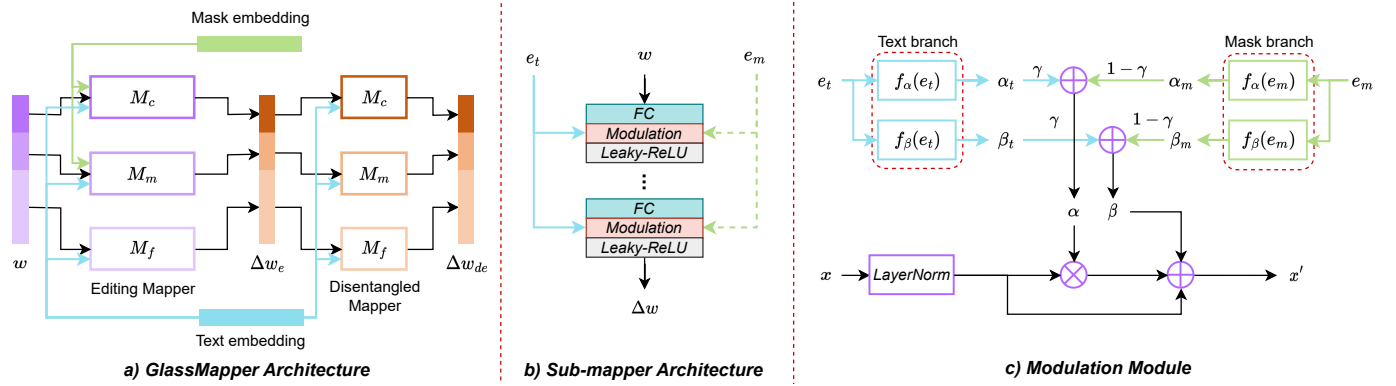 Mask embedding
M_c
M_c
M_m
M_m
M_f
M_f
w
Δw_e
Δw_{de}
Editing Mapper
Disentangled
Mapper
Text embedding
a) GlassMapper Architecture
e_t
w
e_m
FC
Modulation
Leaky-ReLU
⋮
FC
Modulation
Leaky-ReLU
Δw
b) Sub-mapper Architecture
Text branch
Mask branch
e_t
f_α(e_t)
α_t
γ
1 − γ
α_m
f_α(e_m)
e_m
f_β(e_t)
β_t
γ
1 − γ
β_m
f_β(e_m)
α
β
x
LayerNorm
x′
c) Modulation Module